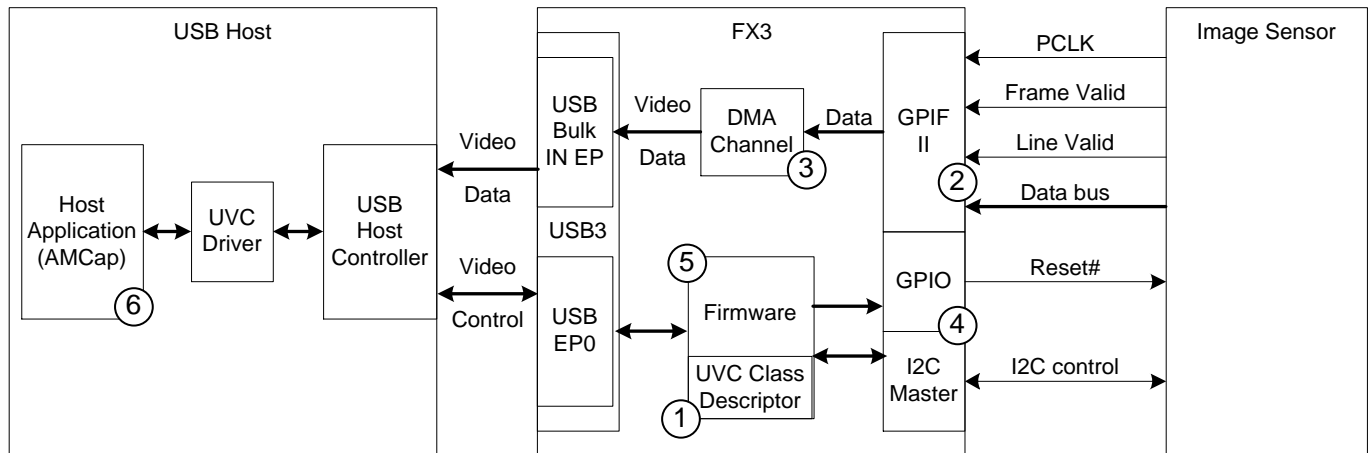 USB Host
FX3
Image Sensor
Host
Application
(AMCap)
6
UVC
Driver
USB
Host
Controller
Video
Data
Video
Control
USB
Bulk
IN EP
USB3
USB
EP0
Video
Data
DMA
Channel
3
Data
5
Firmware
UVC Class
Descriptor
1
GPIF
II
2
GPIO
4
I2C
Master
PCLK
Frame Valid
Line Valid
Data bus
Reset#
I2C control